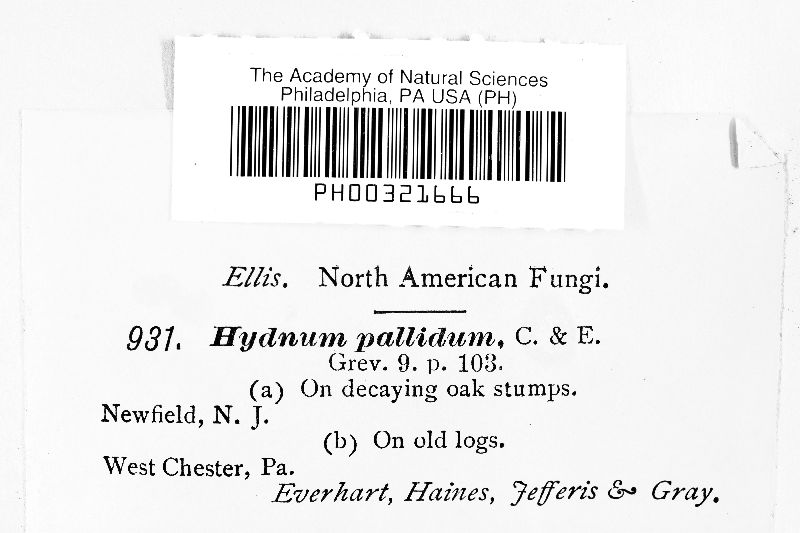 The Academy of Natural Sciences
Philadelphia, PA USA (PH)
PH00321666
Ellis. North American Fungi.
931. Hydnum pallidum, C. & E.
Grev. 9. p. 103.
(a) On decaying oak stumps.
Newfield, N. J.
(b) On old logs.
West Chester, Pa.
Everhart, Haines, Jefferis & Gray.